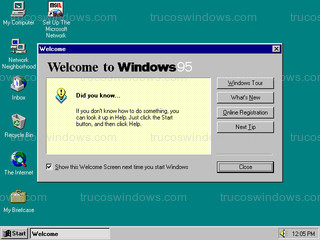 My Computer
Set Up The
Microsoft
Network
trucoswindows.com
trucoswindows.com
Welcome
Network
Neighborhood
Welcome to Windows95
Did you know...
If you don't know how to do something, you
can look it up in Help. Just click the Start
button, and then click Help.
Windows Tour
What's New
Online Registration
Next Tip
Inbox
Recycle Bin
The Internet
My Briefcase
Show this Welcome Screen next time you start Windows
Close
trucoswindows.com
trucoswindows.com
trucoswindows.com
trucoswindows.com
Start
Welcome
12:05 PM